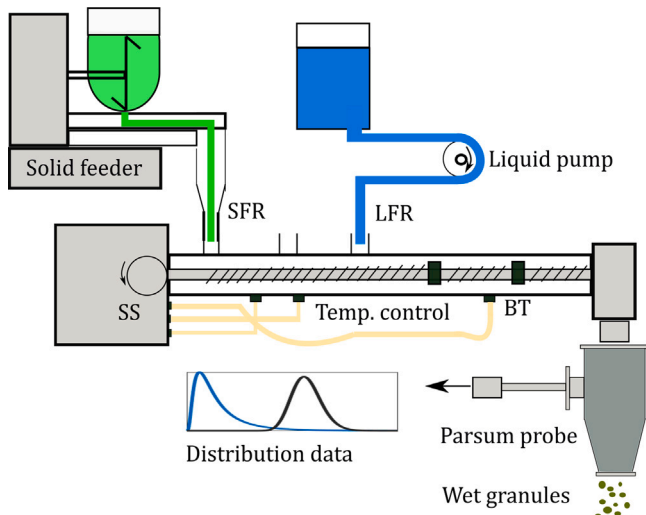 Solid feeder
Liquid pump
SFR
LFR
SS
Temp. control
BT
Parsum probe
Distribution data
Wet granules